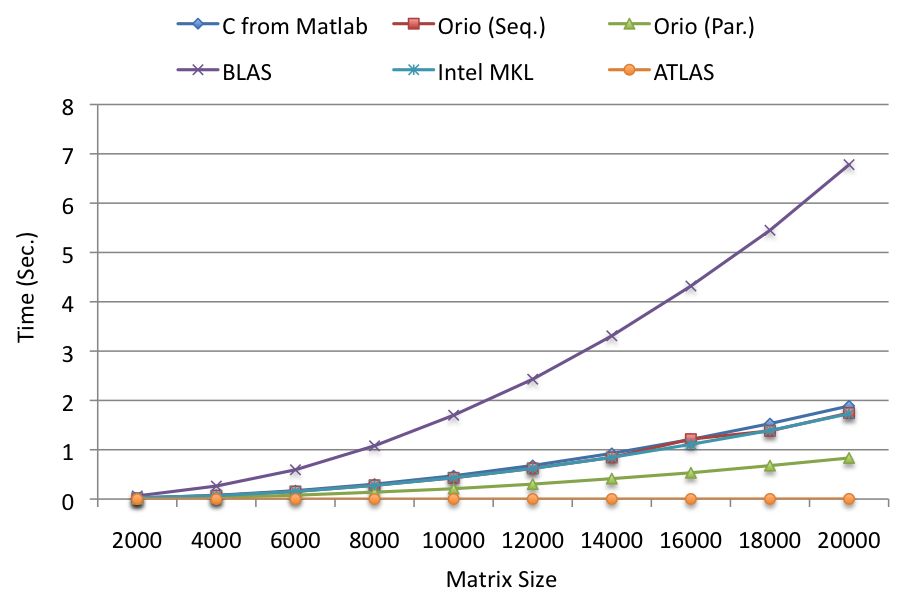 C from Matlab Orio (Seq.) Orio (Par.)
BLAS Intel MKL ATLAS
8
7
6
5
4
3
2
1
0
Time (Sec.)
2000 4000 6000 8000 10000 12000 14000 16000 18000 20000
Matrix Size